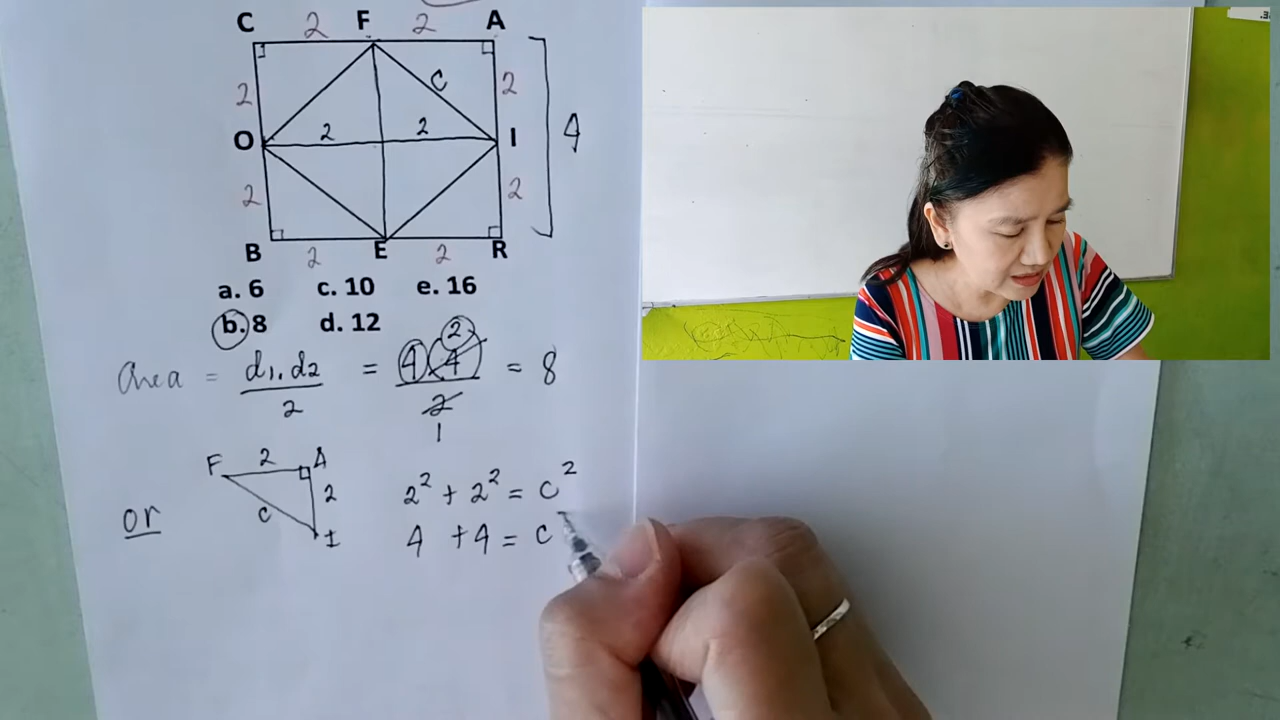 C 2 F 2 A
2 C 2
O 2 2 I 4
2 2
B 2 E 2 R
a. 6 c. 10 e. 16
b. 8 d. 12
Area = d1. d2 / 2 = (4)(4) 2 / 2 1 = 8
F 2 A
2
c
I
or
2² + 2² = c²
4 + 4 = c